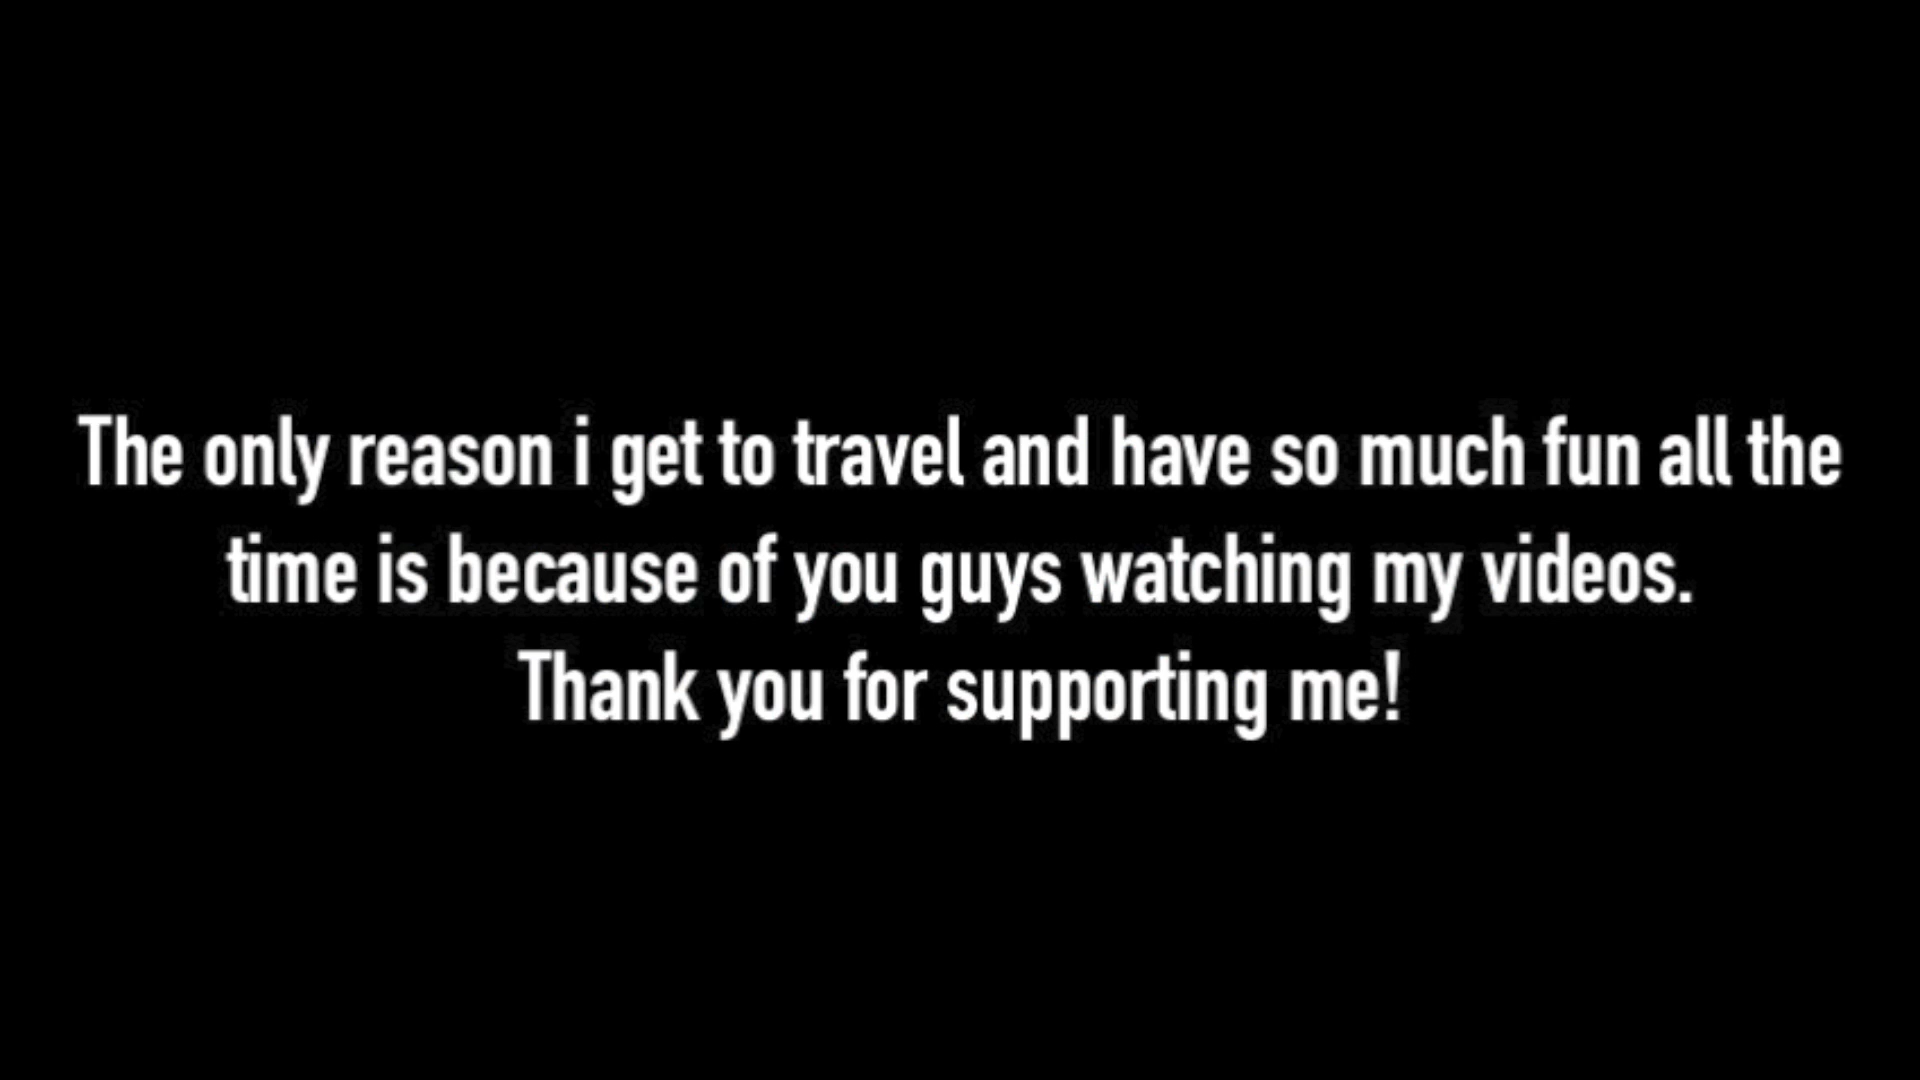 The only reason i get to travel and have so much fun all the
time is because of you guys watching my videos.
Thank you for supporting me!